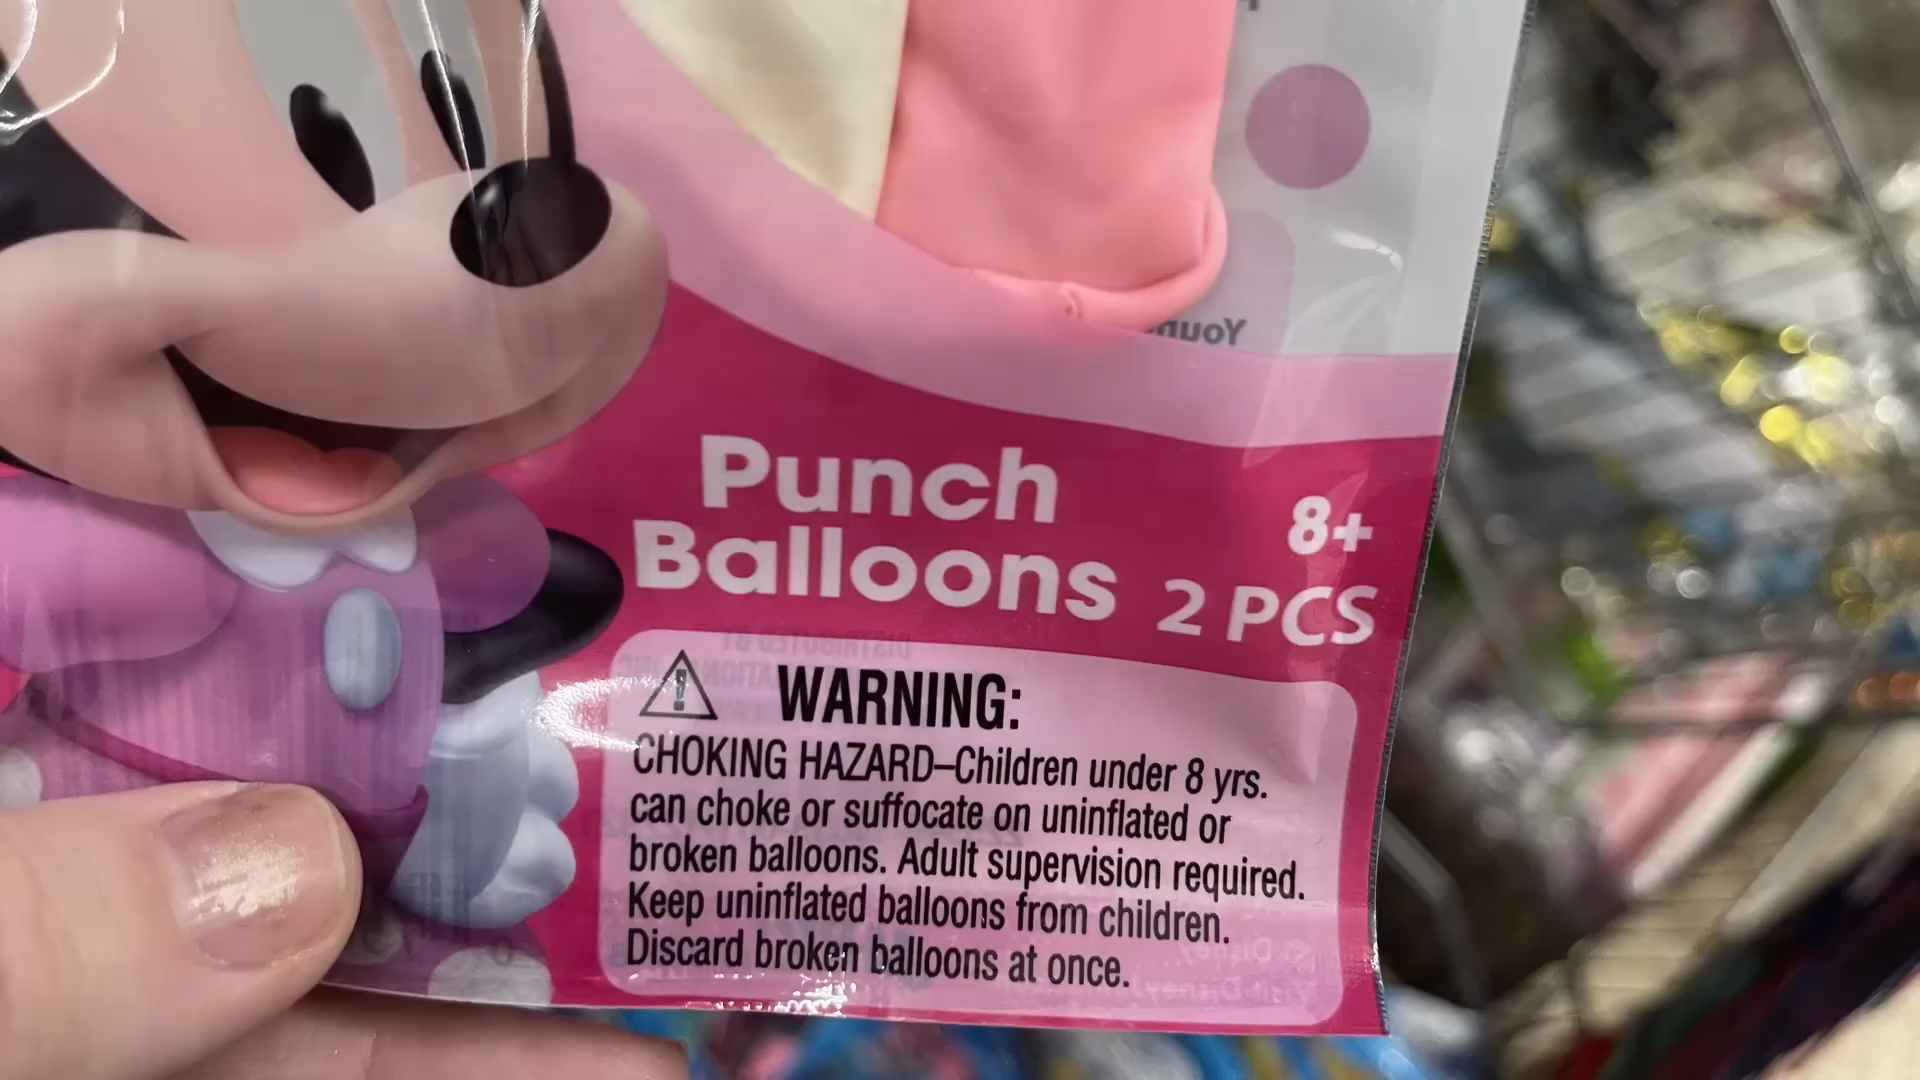 Punch
Balloons
8+
2 PCS
WARNING:
CHOKING HAZARD–Children under 8 yrs.
can choke or suffocate on uninflated or
broken balloons. Adult supervision required.
Keep uninflated balloons from children.
Discard broken balloons at once.